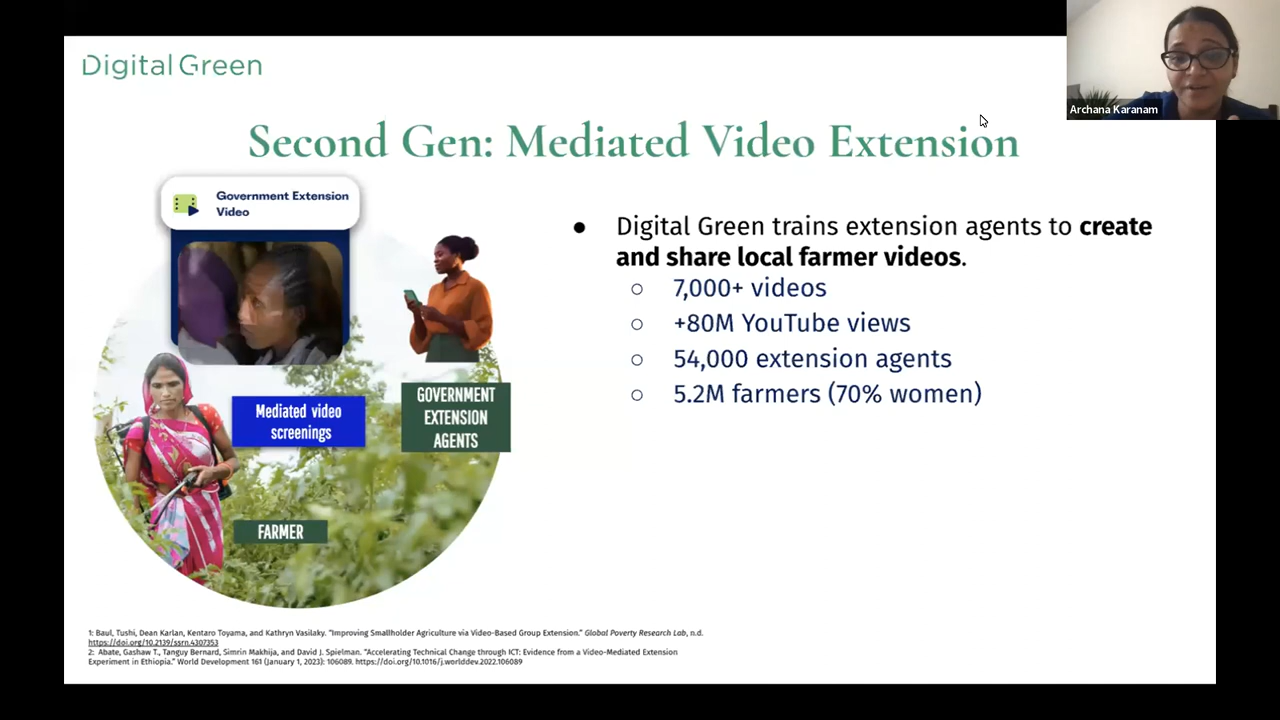 Digital Green
Archana Karanam
Second Gen: Mediated Video Extension
Government Extension
Video
Mediated video
screenings
GOVERNMENT
EXTENSION
AGENTS
FARMER
● Digital Green trains extension agents to create
and share local farmer videos.
○ 7,000+ videos
○ +80M YouTube views
○ 54,000 extension agents
○ 5.2M farmers (70% women)
1: Baul, Tushi, Dean Karlan, Kentaro Toyama, and Kathryn Vasilaky. “Improving Smallholder Agriculture via Video-Based Group Extension.” Global Poverty Research Lab, n.d.
https://doi.org/10.2139/ssrn.4307353
2: Abate, Gashaw T., Tanguy Bernard, Simrin Makhija, and David J. Spielman. “Accelerating Technical Change through ICT: Evidence from a Video-Mediated Extension
Experiment in Ethiopia.” World Development 161 (January 1, 2023): 106089. https://doi.org/10.1016/j.worlddev.2022.106089